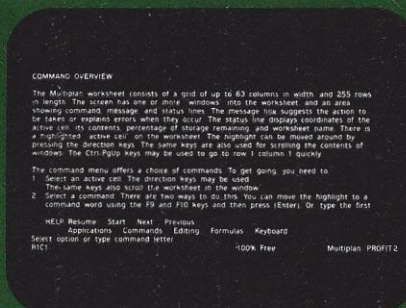 COMMAND OVERVIEW
The Multiplan worksheet consists of a grid of up to 63 columns in width and 255 rows
in length. The screen has one or more "windows" into the worksheet, and an area
showing command, message, and status lines. The message line suggests the action to
be taken or explains errors when they occur. The status line displays coordinates of the
active cell, its contents, percentage of storage remaining, and worksheet name. There is
a highlighted "active cell" on the worksheet. The highlight can be moved around by
pressing the direction keys. The same keys are also used for scrolling the contents of
windows. The Ctrl-PgUp keys may be used to go to row 1 column 1 quickly.
The command menu offers a choice of commands. To get going, you need to:
1 Select an active cell. The direction keys may be used.
The same keys also scroll the worksheet in the window.
2 Select a command. There are two ways to do this. You can move the highlight to a
command word using the F9 and F10 keys and then press (Enter). Or, type the first
HELP: Resume Start Next Previous
Applications Commands Editing Formulas Keyboard
Select option or type command letter
R1C1 100% Free Multiplan: PROFIT2